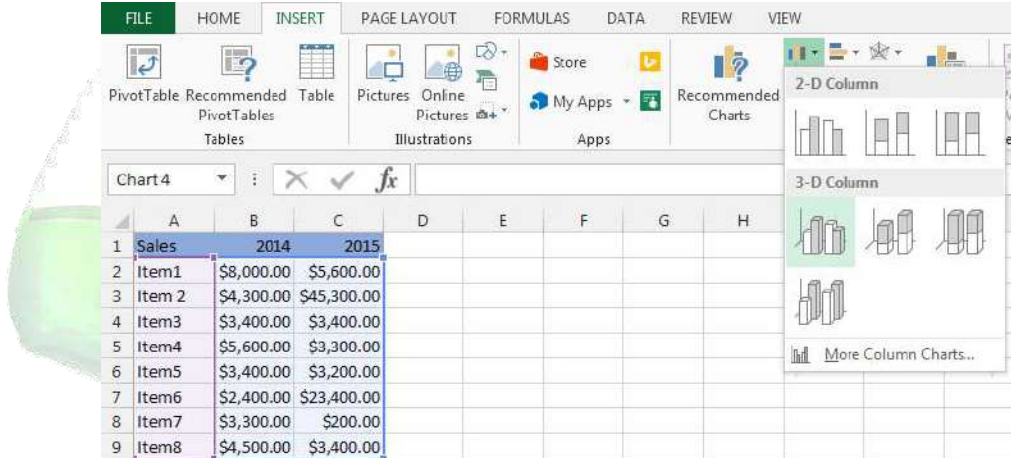 FILE HOME INSERT PAGE LAYOUT FORMULAS DATA REVIEW VIEW
PivotTable Recommended PivotTables Table
Pictures Online Pictures
Store
My Apps
Recommended Charts
Tables Illustrations Apps
2-D Column
3-D Column
More Column Charts...
Chart 4 fx
A B C D E F G H
1 Sales 2014 2015
2 Item1 $8,000.00 $5,600.00
3 Item 2 $4,300.00 $45,300.00
4 Item3 $3,400.00 $3,400.00
5 Item4 $5,600.00 $3,300.00
6 Item5 $3,400.00 $3,200.00
7 Item6 $2,400.00 $23,400.00
8 Item7 $3,300.00 $200.00
9 Item8 $4,500.00 $3,400.00